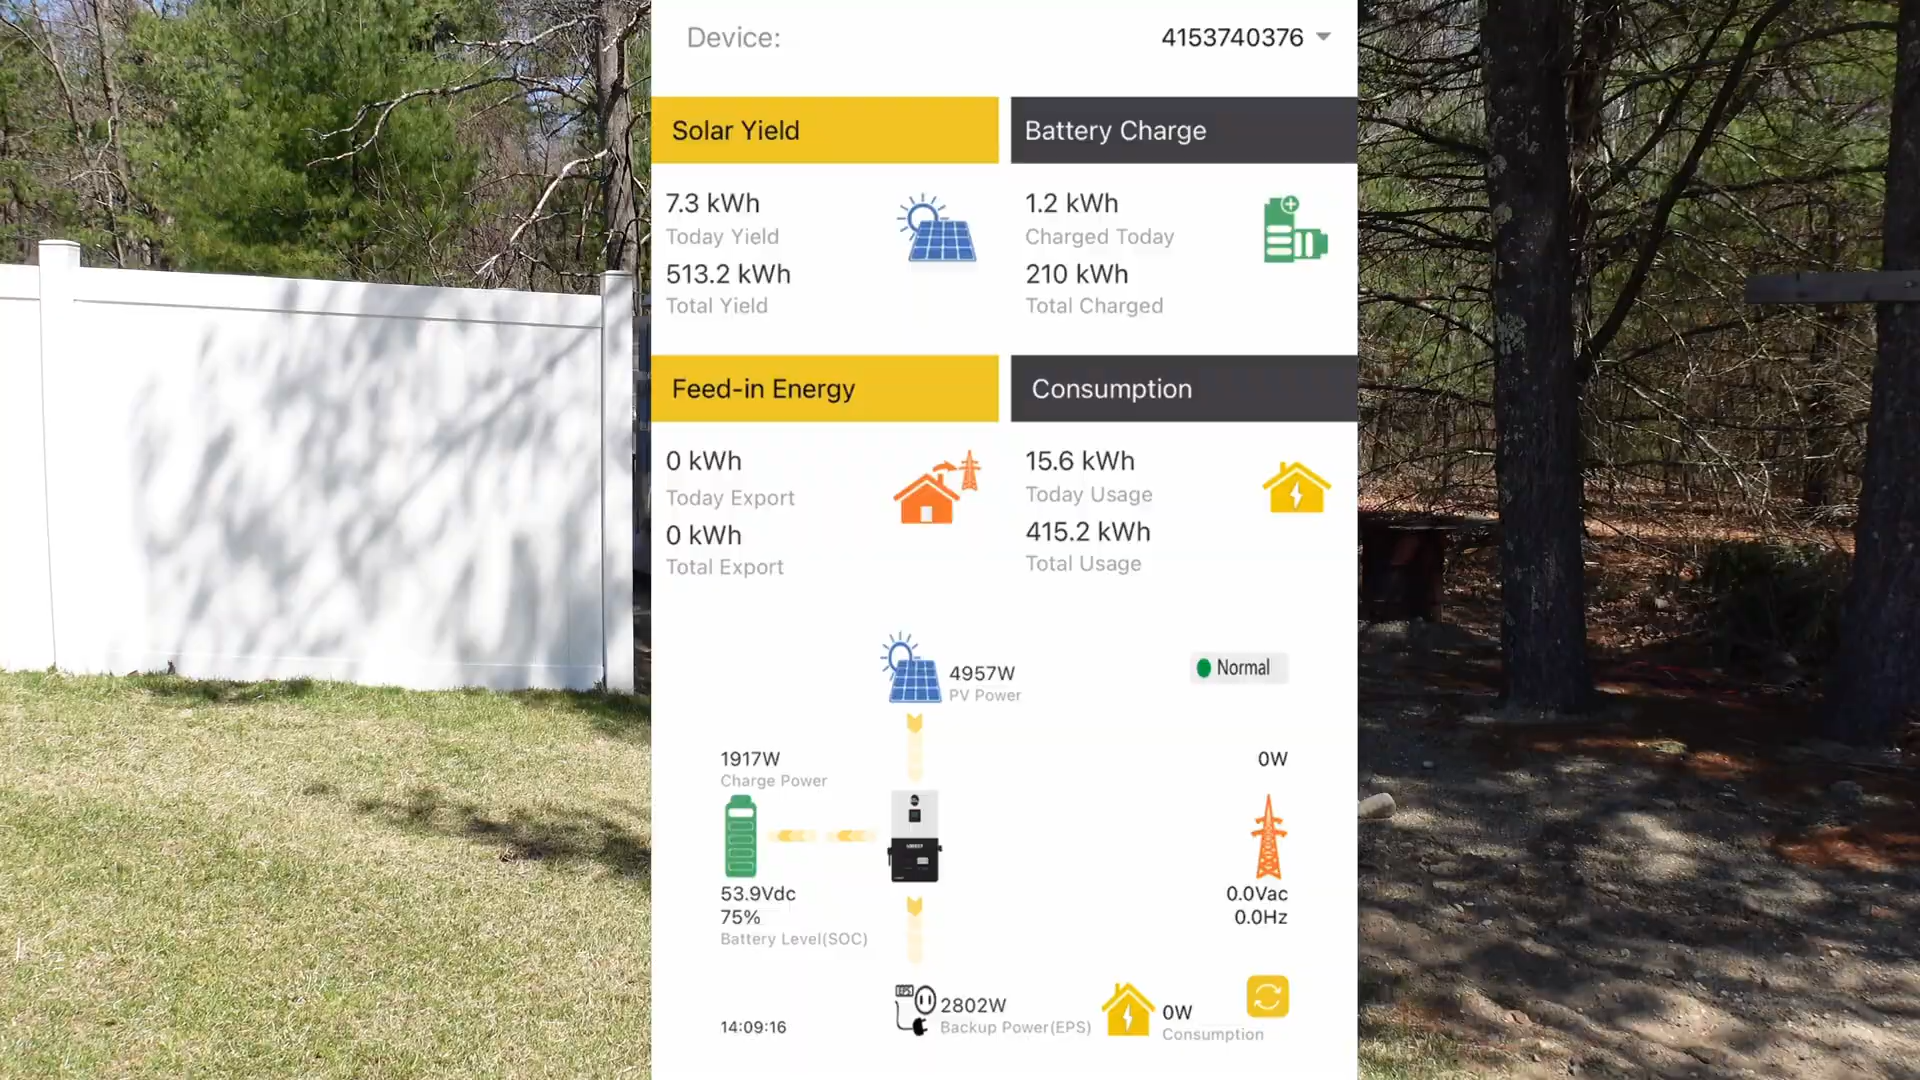 Device:
4153740376
Solar Yield
Battery Charge
7.3 kWh
Today Yield
513.2 kWh
Total Yield
1.2 kWh
Charged Today
210 kWh
Total Charged
Feed-in Energy
Consumption
0 kWh
Today Export
0 kWh
Total Export
15.6 kWh
Today Usage
415.2 kWh
Total Usage
4957W
PV Power
Normal
1917W
Charge Power
0W
53.9Vdc
75%
Battery Level(SOC)
0.0Vac
0.0Hz
EPS
2802W
Backup Power(EPS)
0W
Consumption
14:09:16